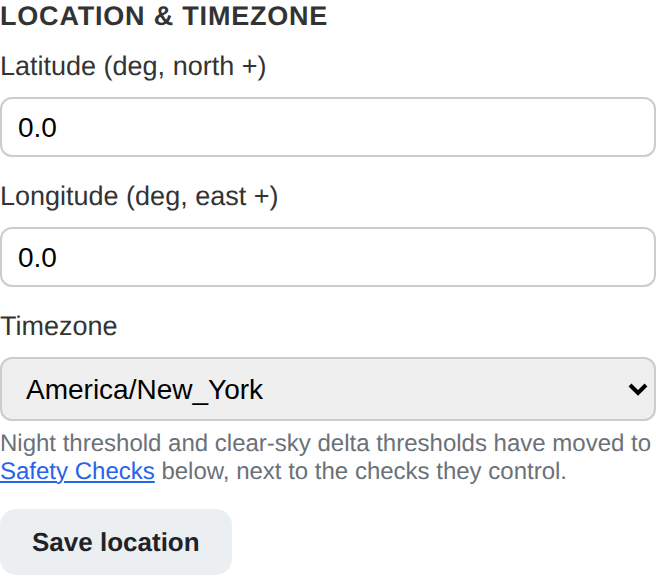 LOCATION & TIMEZONE
Latitude (deg, north +)
0.0
Longitude (deg, east +)
0.0
Timezone
America/New_York
Night threshold and clear-sky delta thresholds have moved to
Safety Checks below, next to the checks they control.
Save location